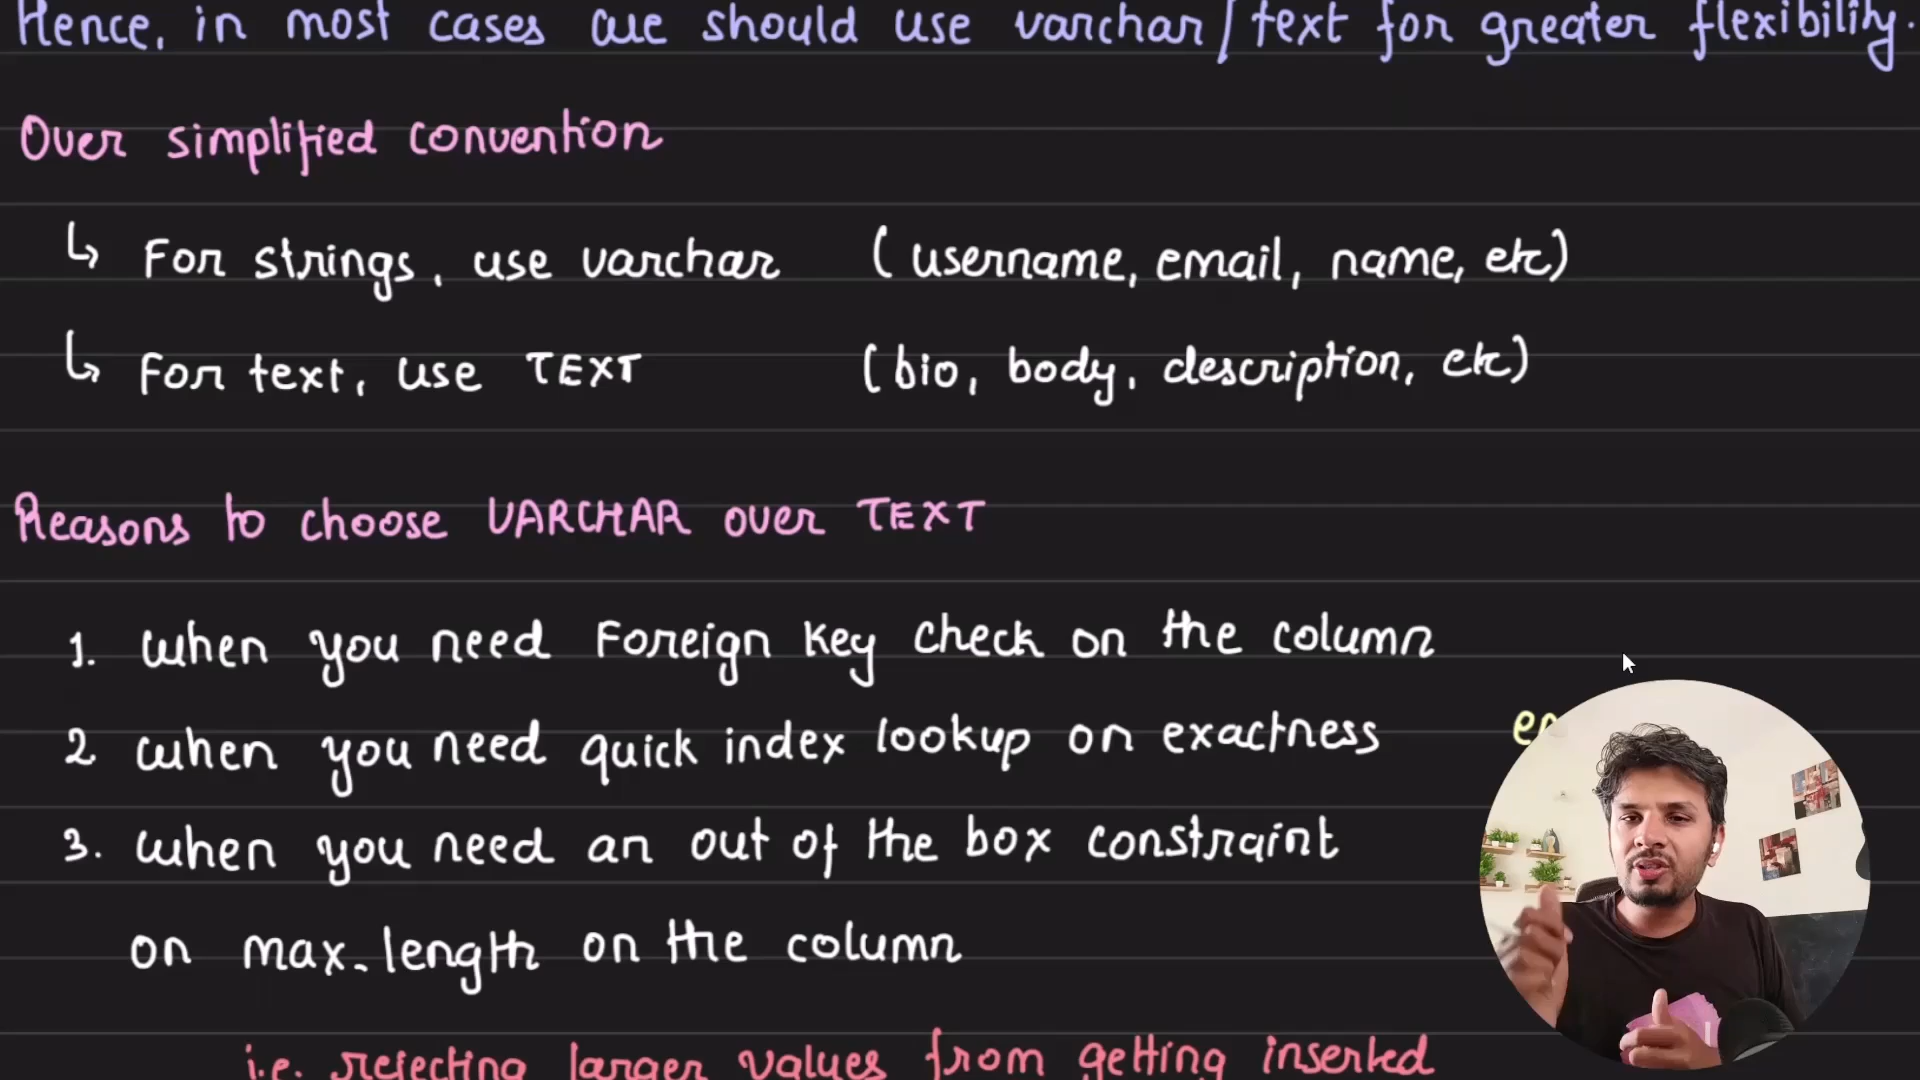 Hence, in most cases we should use varchar/text for greater flexibility.
Over simplified convention
↳ For strings, use varchar (username, email, name, etc)
↳ For text, use TEXT (bio, body, description, etc)
Reasons to choose VARCHAR over TEXT
1. when you need Foreign key check on the column
2 when you need quick index lookup on exactness
3. when you need an out of the box constraint
on max. length on the column
i.e. rejecting larger values from getting inserted